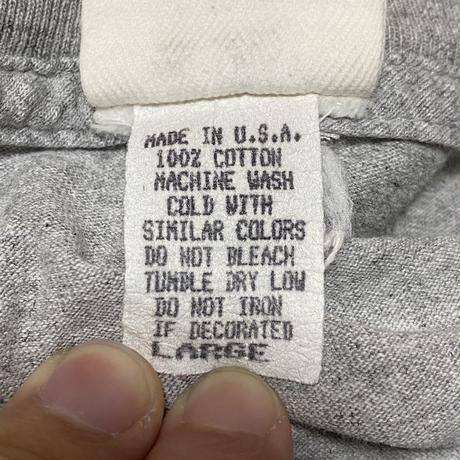 MADE IN U.S.A.
100% COTTON
MACHINE WASH
COLD WITH
SIMILAR COLORS
DO NOT BLEACH
TUMBLE DRY LOW
DO NOT IRON
IF DECORATED
LARGE